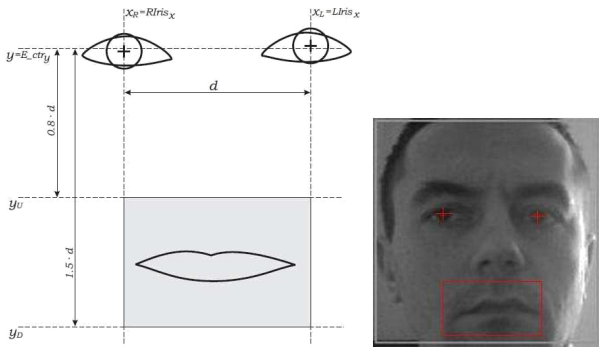 x_R=RIris_x
x_L=LIris_x
y=E_ctr_y
d
0.8 · d
y_U
1.5 · d
y_D